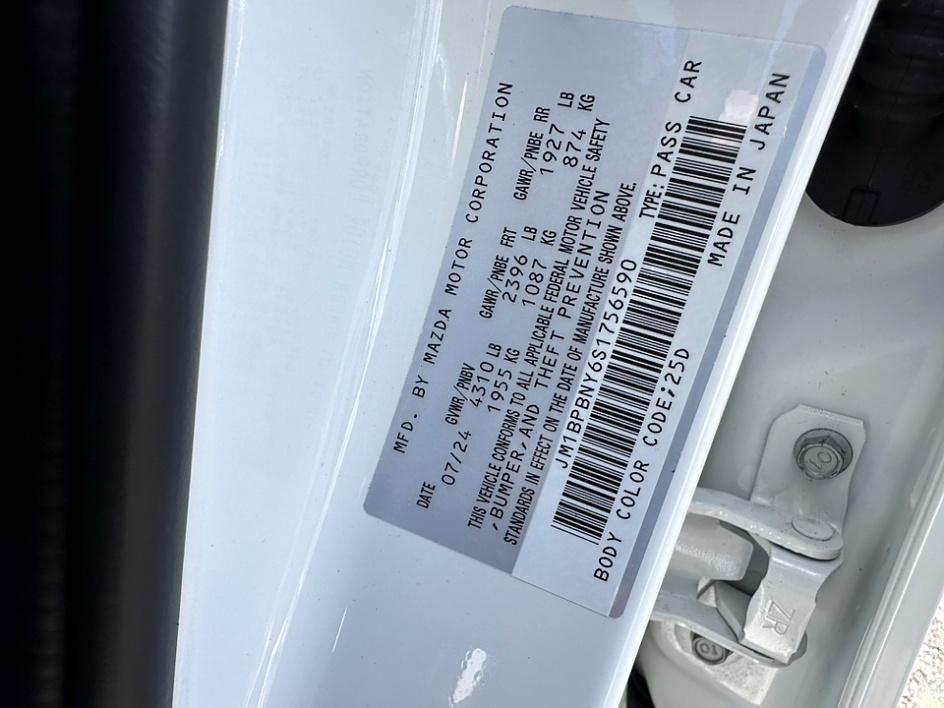 MFD. BY MAZDA MOTOR CORPORATION
DATE GVWR/PNBV GAWR/PNBE FRT GAWR/PNBE RR
07/24 4310 LB 2396 LB 1927 LB
1955 KG 1087 KG 874 KG
THIS VEHICLE CONFORMS TO ALL APPLICABLE FEDERAL MOTOR VEHICLE SAFETY
,BUMPER,AND THEFT PREVENTION
STANDARDS IN EFFECT ON THE DATE OF MANUFACTURE SHOWN ABOVE.
JM1BPBNY6S1756590 TYPE:PASS CAR
BODY COLOR CODE;25D MADE IN JAPAN
ZR
10